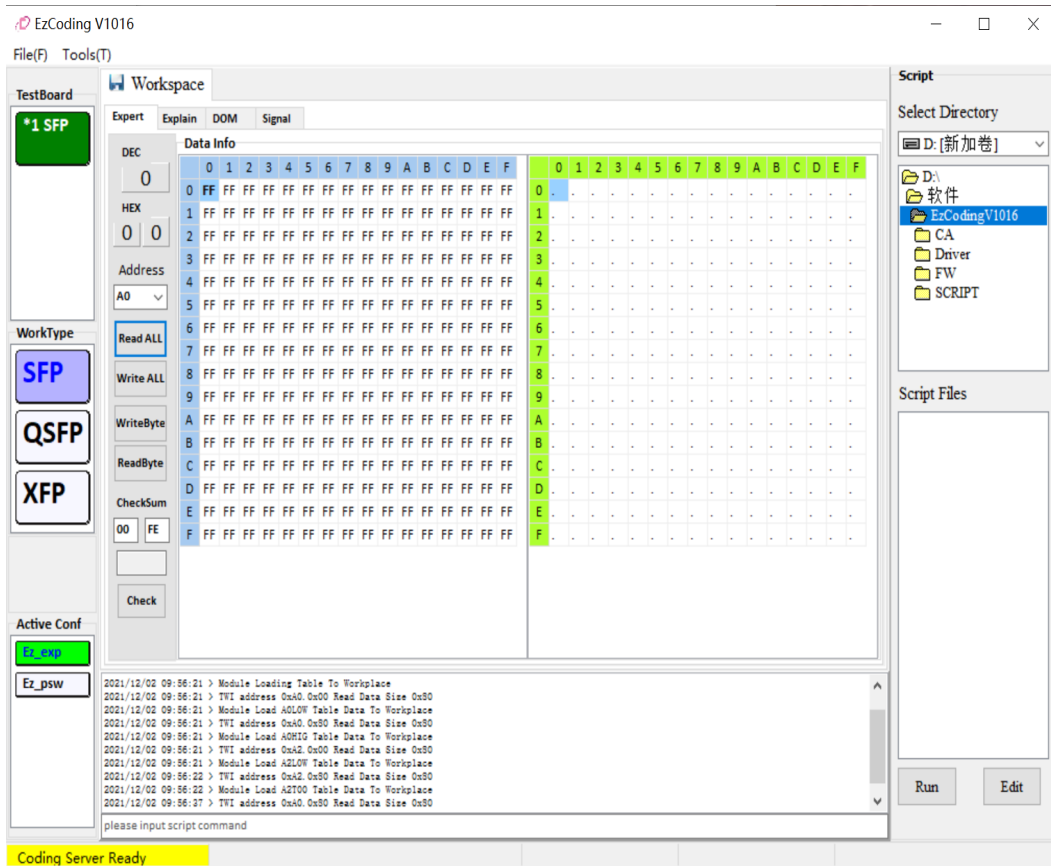 EzCoding V1016
File(F) Tools(T)
TestBoard
*1 SFP
WorkType
SFP
QSFP
XFP
Active Conf
Ez_exp
Ez_psw
Workspace
Expert Explain DOM Signal
DEC
0
HEX
0 0
Address
A0
Read ALL
Write ALL
WriteByte
ReadByte
CheckSum
00 FE
Check
Data Info
0 1 2 3 4 5 6 7 8 9 A B C D E F
0 FF FF FF FF FF FF FF FF FF FF FF FF FF FF FF FF
1 FF FF FF FF FF FF FF FF FF FF FF FF FF FF FF FF
2 FF FF FF FF FF FF FF FF FF FF FF FF FF FF FF FF
3 FF FF FF FF FF FF FF FF FF FF FF FF FF FF FF FF
4 FF FF FF FF FF FF FF FF FF FF FF FF FF FF FF FF
5 FF FF FF FF FF FF FF FF FF FF FF FF FF FF FF FF
6 FF FF FF FF FF FF FF FF FF FF FF FF FF FF FF FF
7 FF FF FF FF FF FF FF FF FF FF FF FF FF FF FF FF
8 FF FF FF FF FF FF FF FF FF FF FF FF FF FF FF FF
9 FF FF FF FF FF FF FF FF FF FF FF FF FF FF FF FF
A FF FF FF FF FF FF FF FF FF FF FF FF FF FF FF FF
B FF FF FF FF FF FF FF FF FF FF FF FF FF FF FF FF
C FF FF FF FF FF FF FF FF FF FF FF FF FF FF FF FF
D FF FF FF FF FF FF FF FF FF FF FF FF FF FF FF FF
E FF FF FF FF FF FF FF FF FF FF FF FF FF FF FF FF
F FF FF FF FF FF FF FF FF FF FF FF FF FF FF FF FF
0 1 2 3 4 5 6 7 8 9 A B C D E F
0 . . . . . . . . . . . . . . . .
1 . . . . . . . . . . . . . . . .
2 . . . . . . . . . . . . . . . .
3 . . . . . . . . . . . . . . . .
4 . . . . . . . . . . . . . . . .
5 . . . . . . . . . . . . . . . .
6 . . . . . . . . . . . . . . . .
7 . . . . . . . . . . . . . . . .
8 . . . . . . . . . . . . . . . .
9 . . . . . . . . . . . . . . . .
A . . . . . . . . . . . . . . . .
B . . . . . . . . . . . . . . . .
C . . . . . . . . . . . . . . . .
D . . . . . . . . . . . . . . . .
E . . . . . . . . . . . . . . . .
F . . . . . . . . . . . . . . . .
2021/12/02 09:56:21 > Module Loading Table To Workplace
2021/12/02 09:56:21 > TWI address 0xA0.0x00 Read Data Size 0x80
2021/12/02 09:56:21 > Module Load A0LOW Table Data To Workplace
2021/12/02 09:56:21 > TWI address 0xA0.0x80 Read Data Size 0x80
2021/12/02 09:56:21 > Module Load A0HIG Table Data To Workplace
2021/12/02 09:56:21 > TWI address 0xA2.0x00 Read Data Size 0x80
2021/12/02 09:56:21 > Module Load A2LOW Table Data To Workplace
2021/12/02 09:56:22 > TWI address 0xA2.0x80 Read Data Size 0x80
2021/12/02 09:56:22 > Module Load A2T00 Table Data To Workplace
2021/12/02 09:56:37 > TWI address 0xA0.0x80 Read Data Size 0x80
please input script command
Script
Select Directory
D: [新加卷]
D:\
软件
EzCodingV1016
CA
Driver
FW
SCRIPT
Script Files
Run Edit
Coding Server Ready